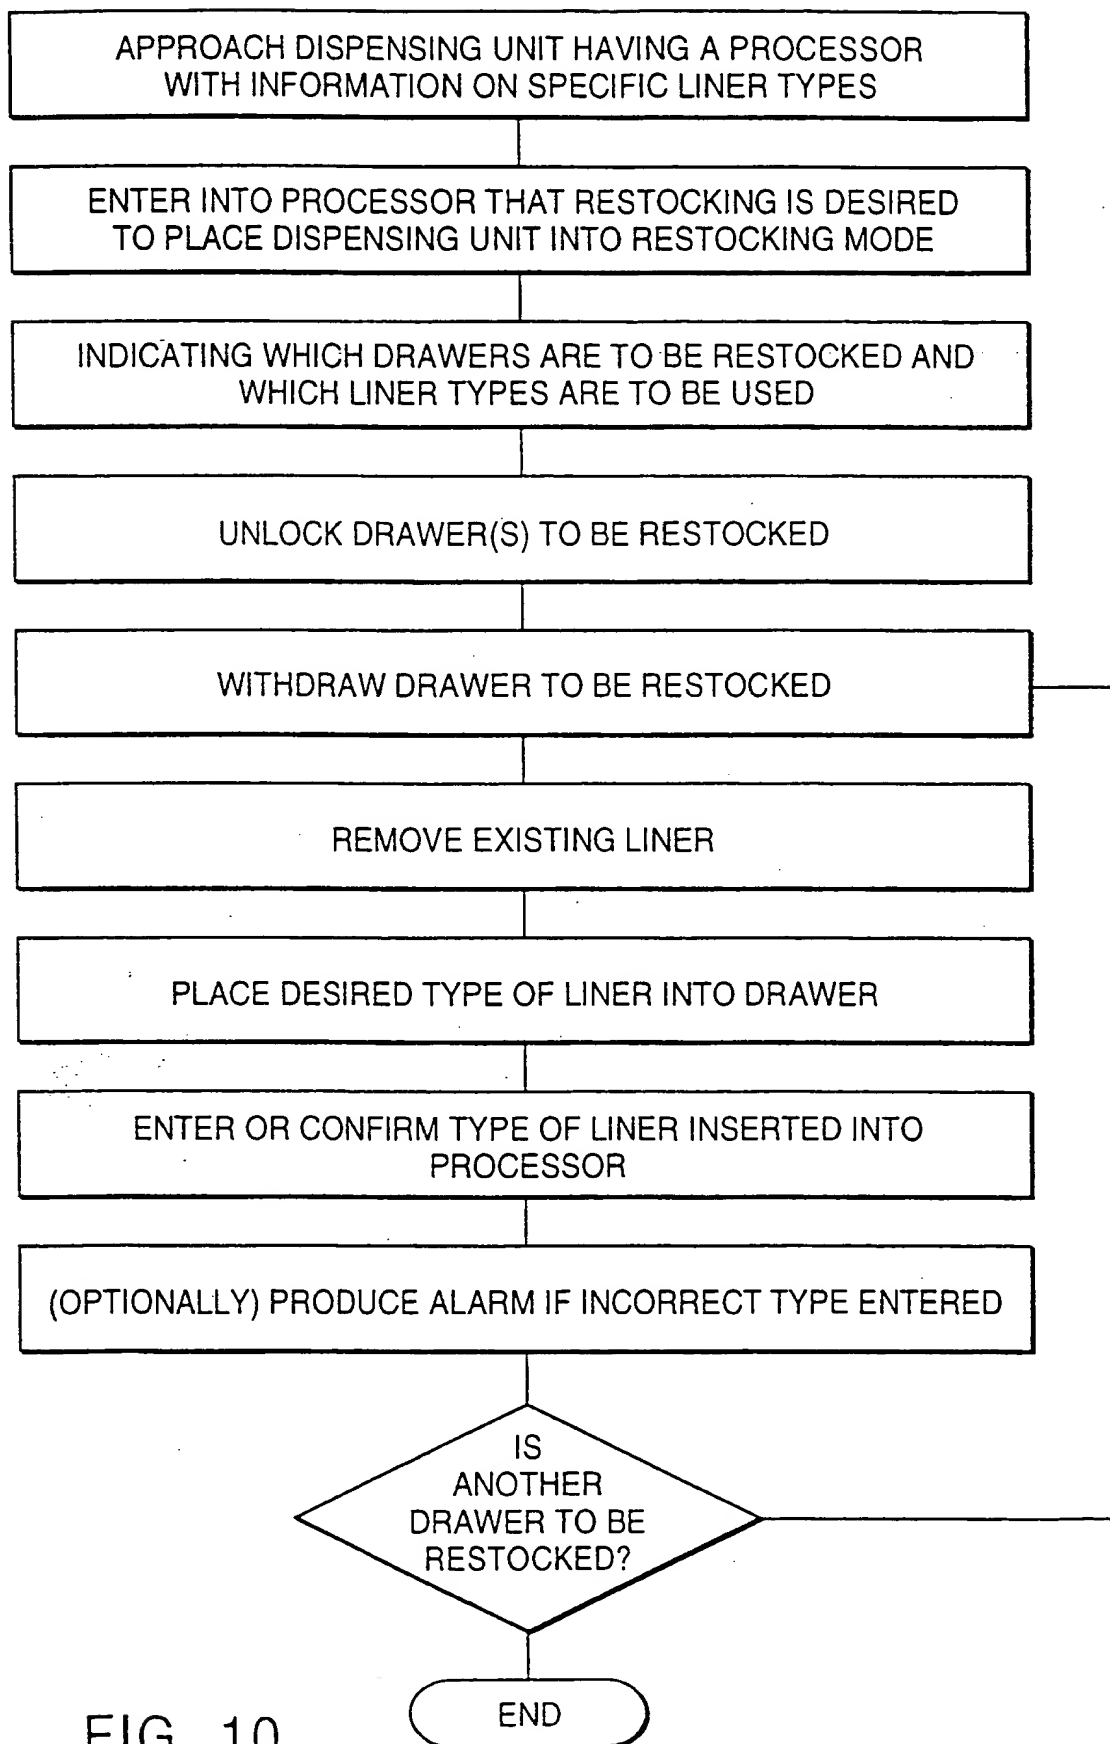 APPROACH DISPENSING UNIT HAVING A PROCESSOR
WITH INFORMATION ON SPECIFIC LINER TYPES
ENTER INTO PROCESSOR THAT RESTOCKING IS DESIRED
TO PLACE DISPENSING UNIT INTO RESTOCKING MODE
INDICATING WHICH DRAWERS ARE TO BE RESTOCKED AND
WHICH LINER TYPES ARE TO BE USED
UNLOCK DRAWER(S) TO BE RESTOCKED
WITHDRAW DRAWER TO BE RESTOCKED
REMOVE EXISTING LINER
PLACE DESIRED TYPE OF LINER INTO DRAWER
ENTER OR CONFIRM TYPE OF LINER INSERTED INTO
PROCESSOR
(OPTIONALLY) PRODUCE ALARM IF INCORRECT TYPE ENTERED
IS
ANOTHER
DRAWER TO BE
RESTOCKED?
END
FIG. 10